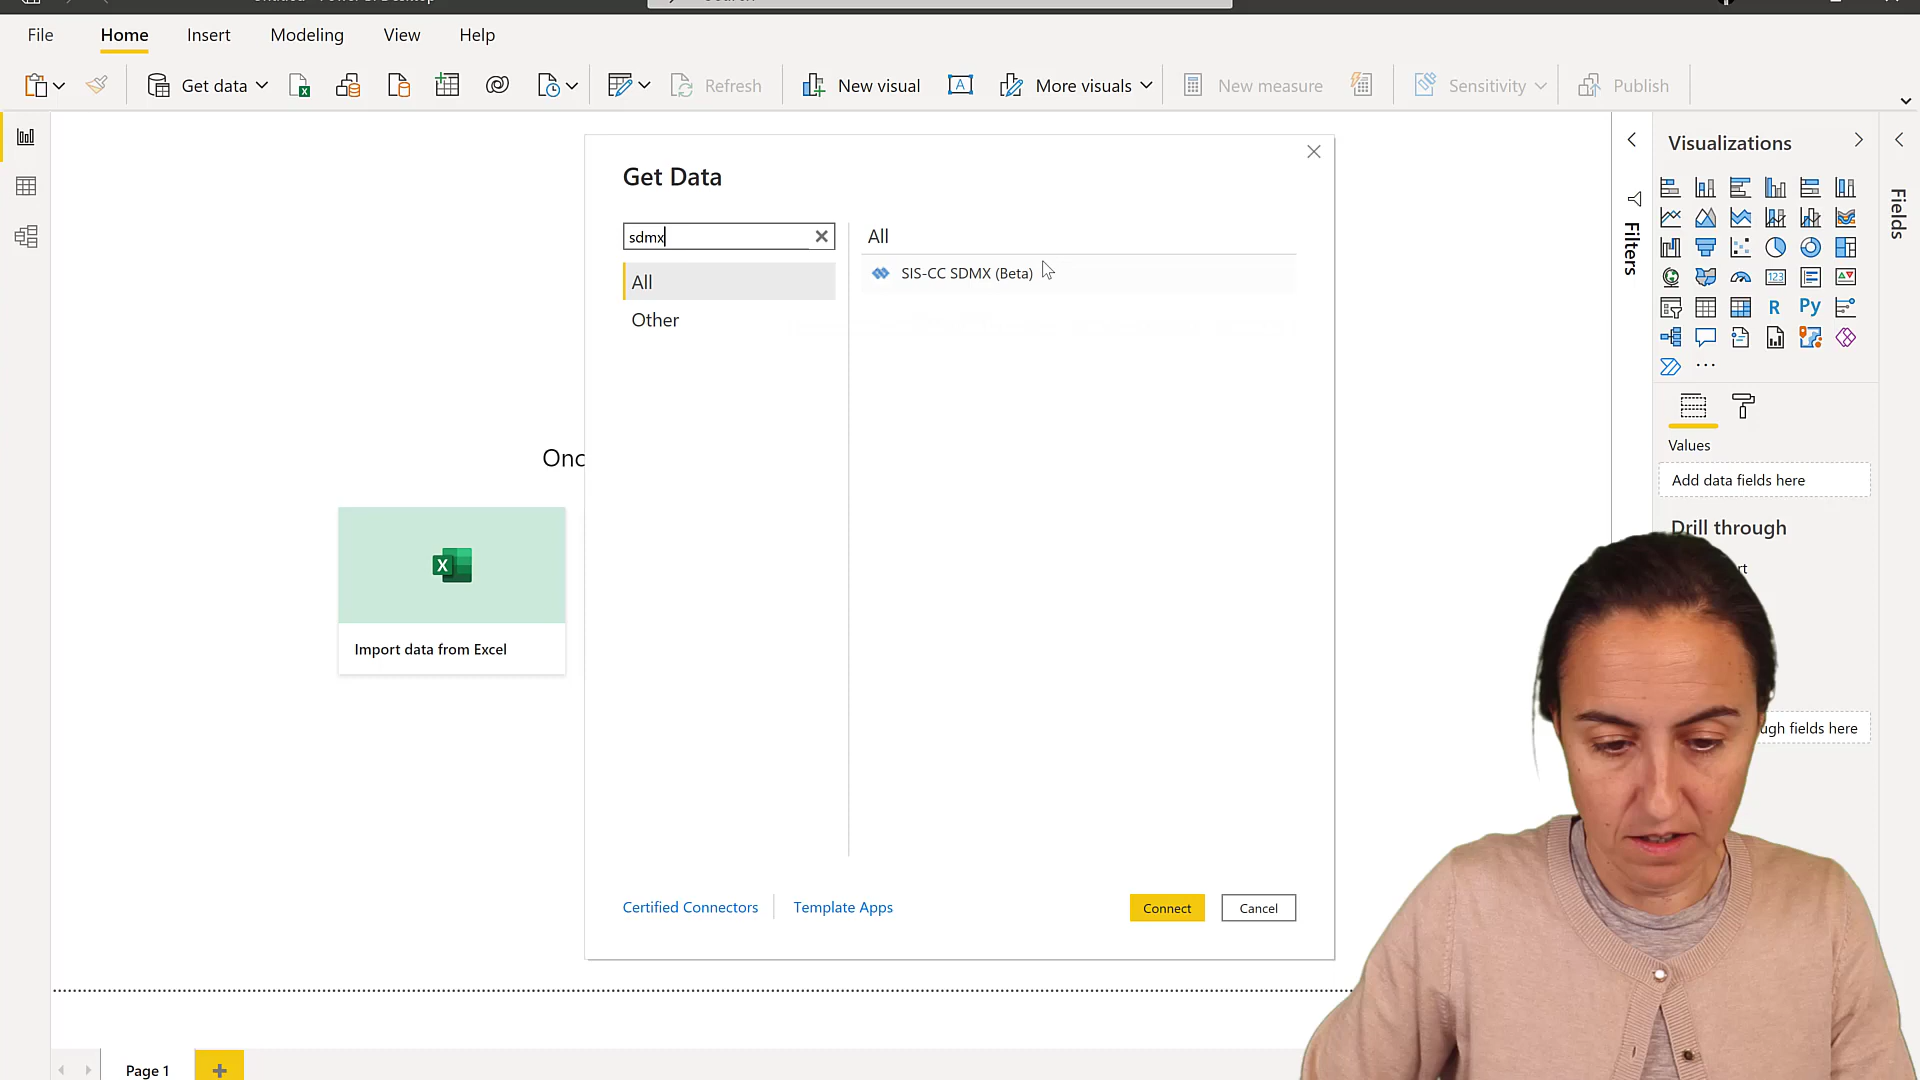 File
Home
Insert
Modeling
View
Help
Get data
Refresh
New visual
More visuals
New measure
Sensitivity
Publish
Get Data
sdmx
All
Other
All
SIS-CC SDMX (Beta)
Certified Connectors
Template Apps
Connect
Cancel
Onc
X
Import data from Excel
Filters
Visualizations
123
R
Py
Values
Add data fields here
Drill through
ugh fields here
Fields
Page 1